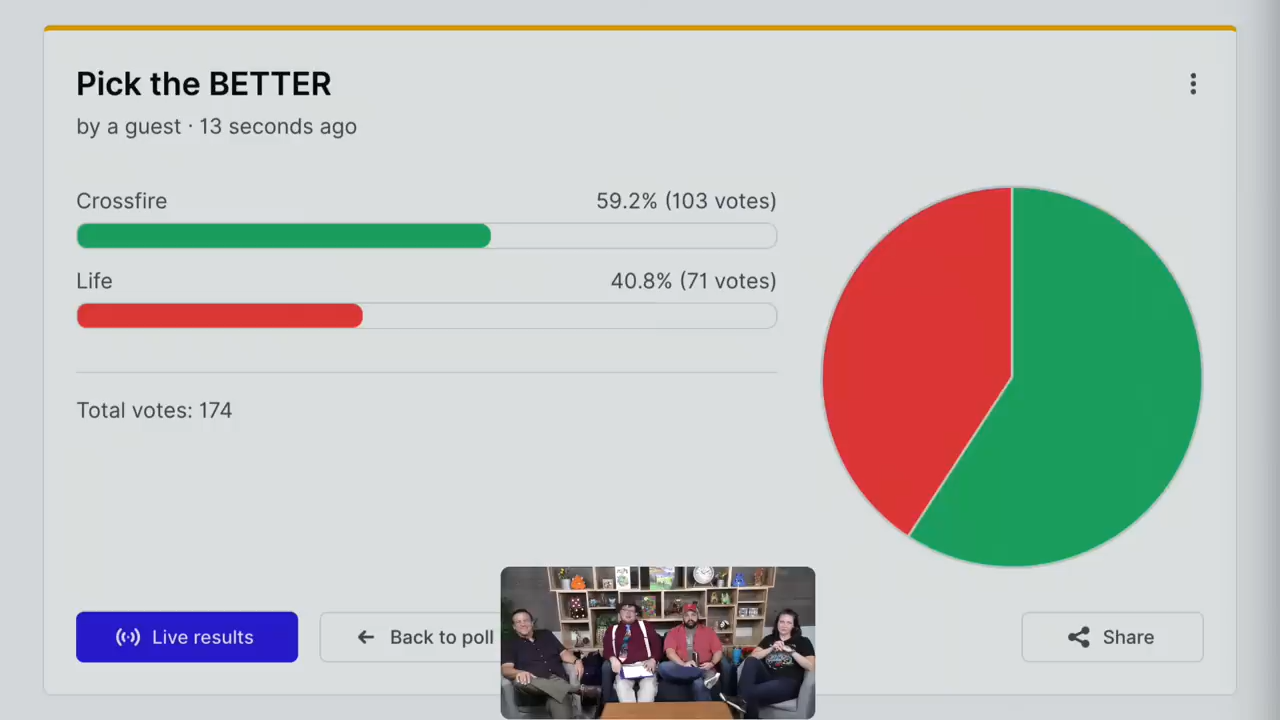 Pick the BETTER
by a guest · 13 seconds ago
Crossfire 59.2% (103 votes)
Life 40.8% (71 votes)
Total votes: 174
Live results
Back to poll
Share